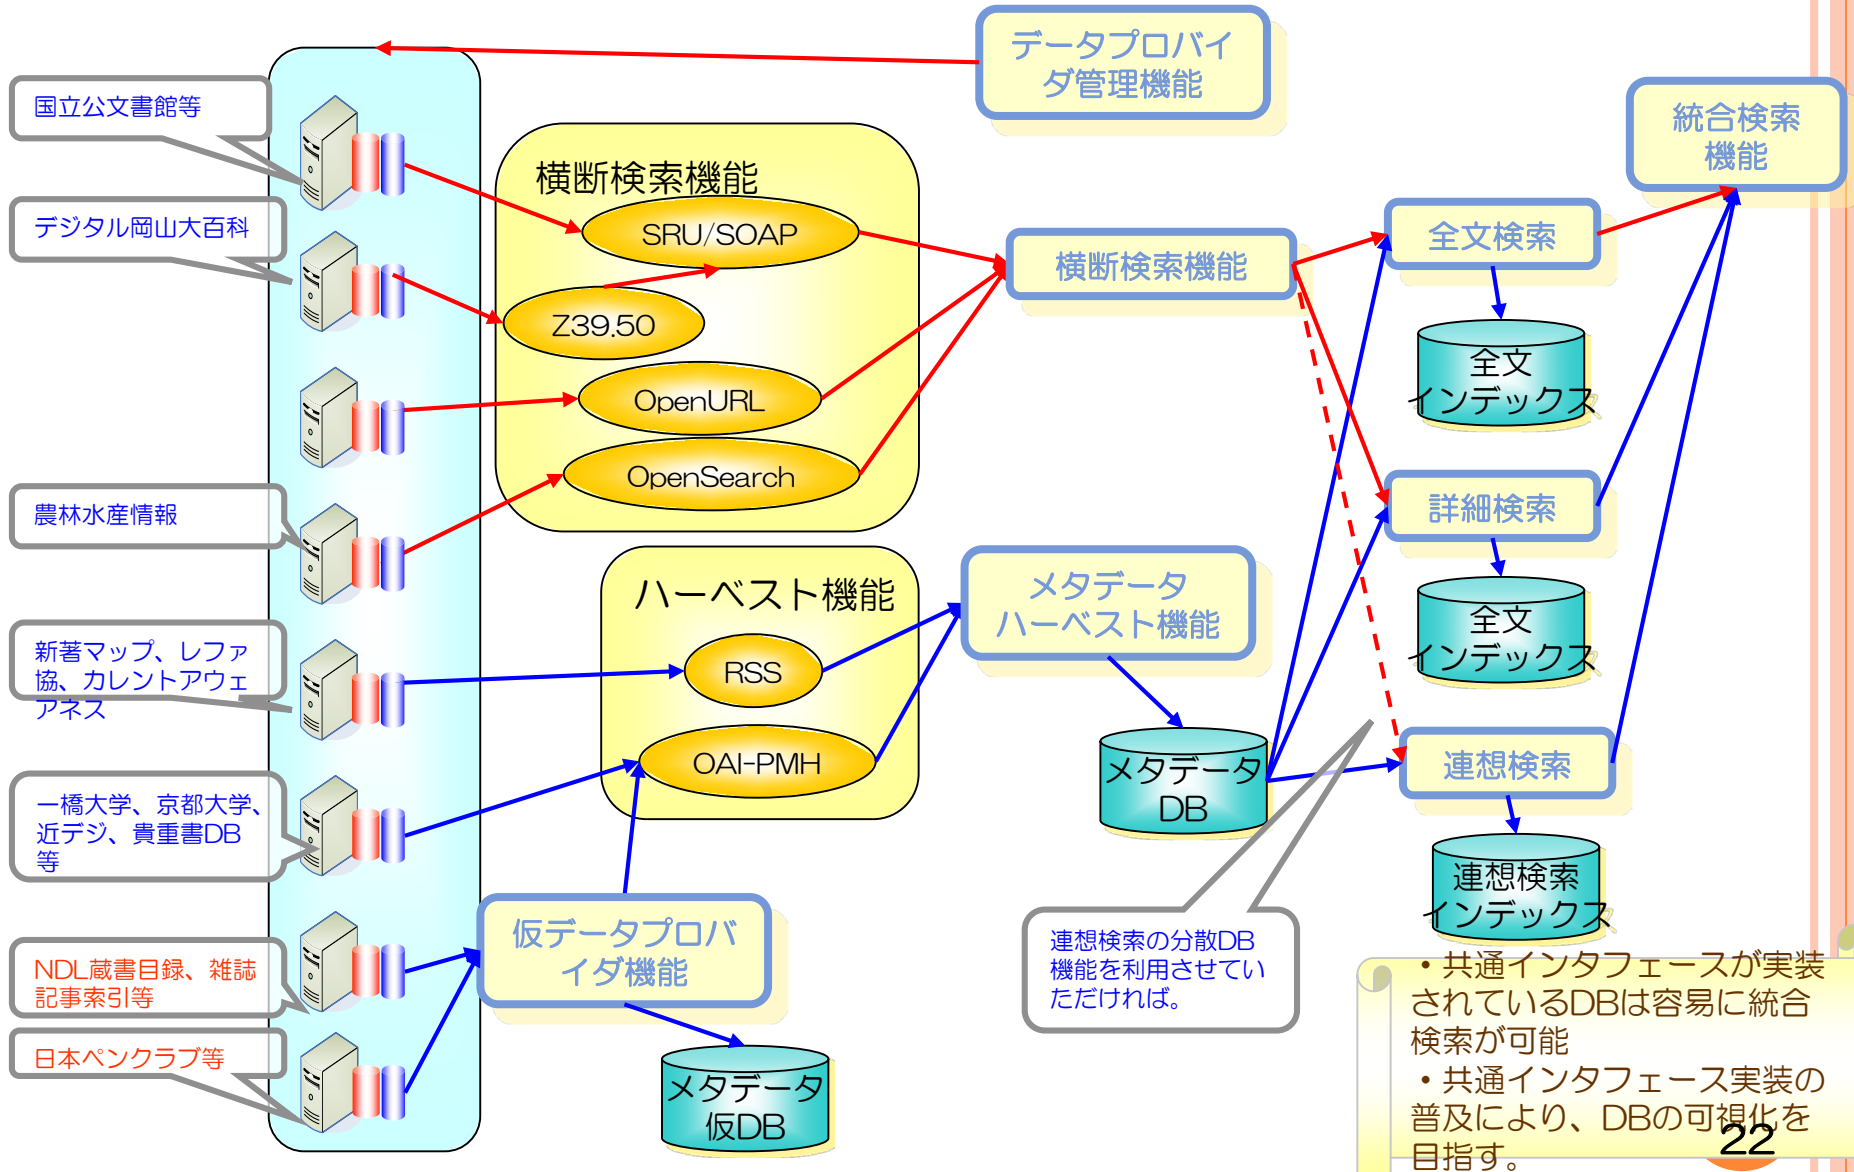 データプロバイ
ダ管理機能
統合検索
機能
国立公文書館等
デジタル岡山大百科
農林水産情報
新著マップ、レファ
協、カレントアウェ
アネス
一橋大学、京都大学、
近デジ、貴重書DB
等
NDL蔵書目録、雑誌
記事索引等
日本ペンクラブ等
横断検索機能
SRU/SOAP
Z39.50
OpenURL
OpenSearch
ハーベスト機能
RSS
OAI-PMH
仮データプロバ
イダ機能
メタデータ
仮DB
横断検索機能
メタデータ
ハーベスト機能
メタデータ
DB
全文検索
全文
インデックス
詳細検索
全文
インデックス
連想検索
連想検索
インデックス
連想検索の分散DB
機能を利用させてい
ただければ。
・共通インタフェースが実装
されているDBは容易に統合
検索が可能
・共通インタフェース実装の
普及により、DBの可視化を
目指す。
22